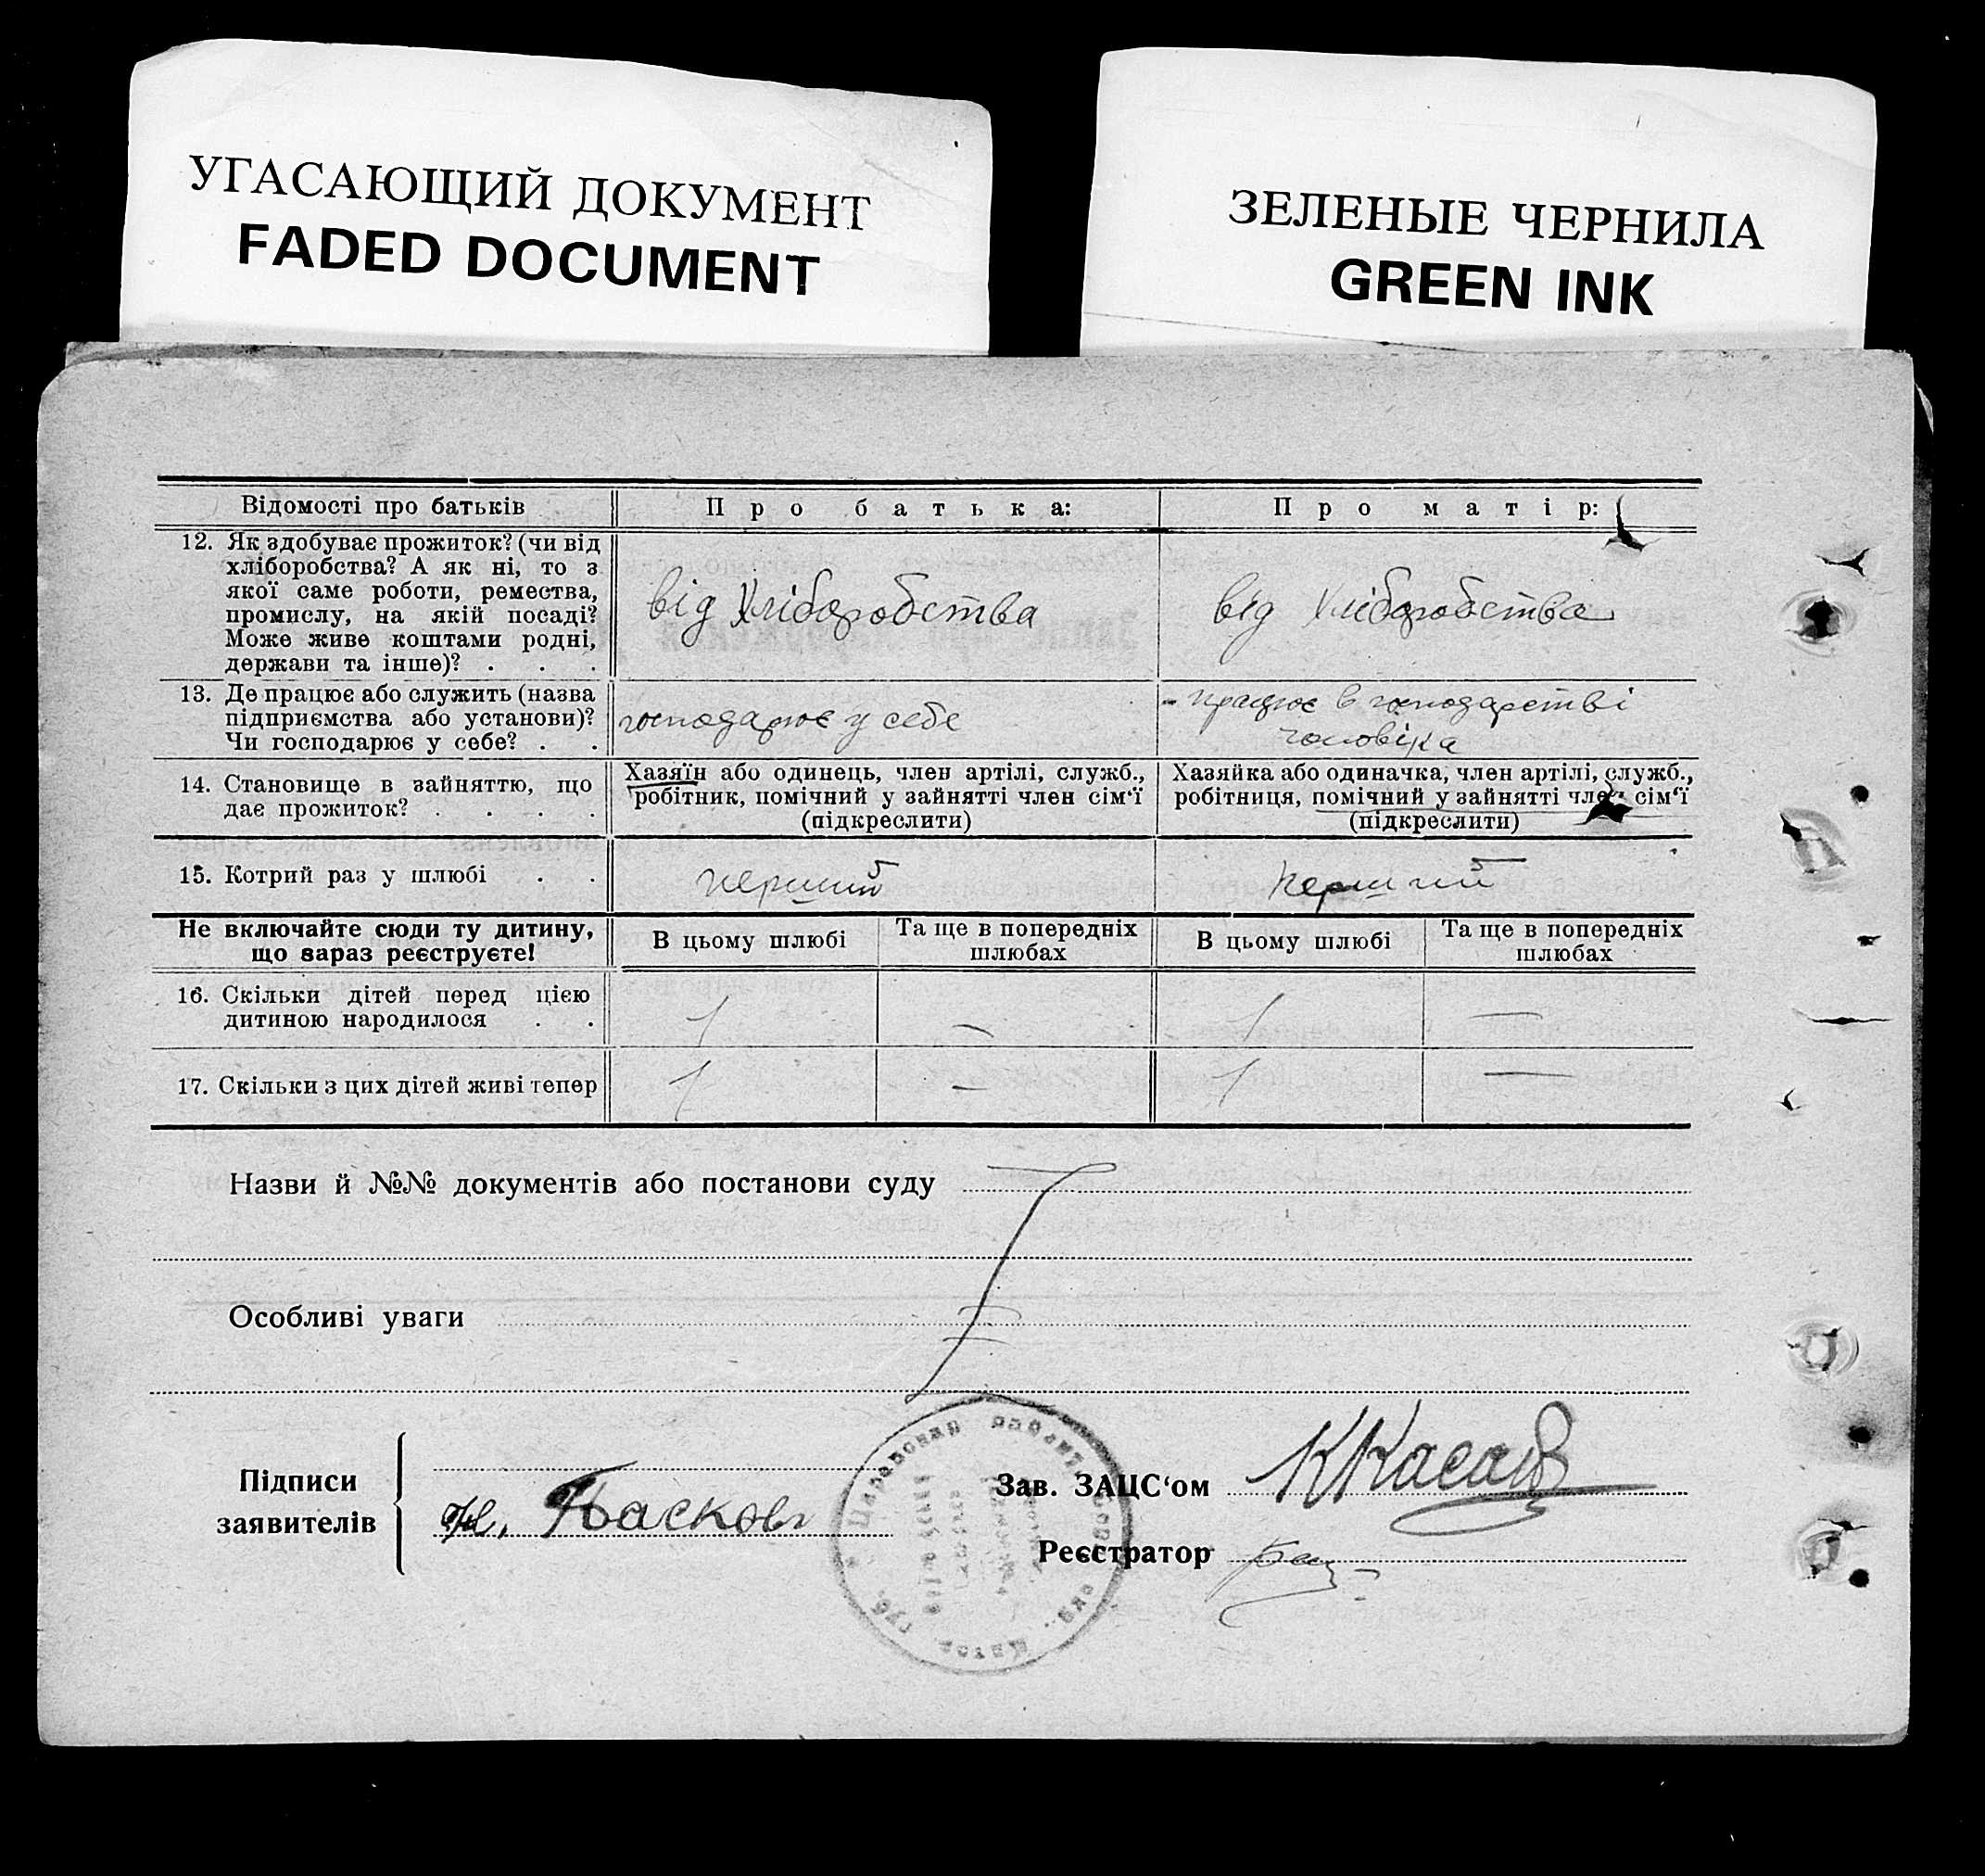 УГАСАЮЩИЙ ДОКУМЕНТ
FADED DOCUMENT
ЗЕЛЕНЫЕ ЧЕРНИЛА
GREEN INK
Відомості про батьків
Про батька:
Про матір:
12. Як здобуває прожиток? (чи від
хліборобства? А як ні, то з
якої саме роботи, ремества,
промислу, на якій посаді?
Може живе коштами родні,
держави та інше)? . . .
від хліборобства
від хліборобства
13. Де працює або служить (назва
підприємства або установи)?
Чи господарює у себе? . .
господарює у себе
- працює в господарстві
чоловіка
14. Становище в зайняттю, що
дає прожиток? . . . .
Хазяїн або одинець, член артілі, служб.,
робітник, помічний у зайнятті член сім‘ї
(підкреслити)
Хазяйка або одиначка, член артілі, служб.,
робітниця, помічний у зайнятті член сім‘ї
(підкреслити)
15. Котрий раз у шлюбі . .
перший
перший
Не включайте сюди ту дитину,
що зараз реєструєте!
В цьому шлюбі
Та ще в попередніх
шлюбах
В цьому шлюбі
Та ще в попередніх
шлюбах
16. Скільки дітей перед цією
дитиною народилося . .
1
—
1
—
17. Скільки з цих дітей живі тепер
1
—
1
—
Назви й №№ документів або постанови суду
Особливі уваги
Підписи
заявителів
Зав. ЗАЦС‘ом
Реєстратор